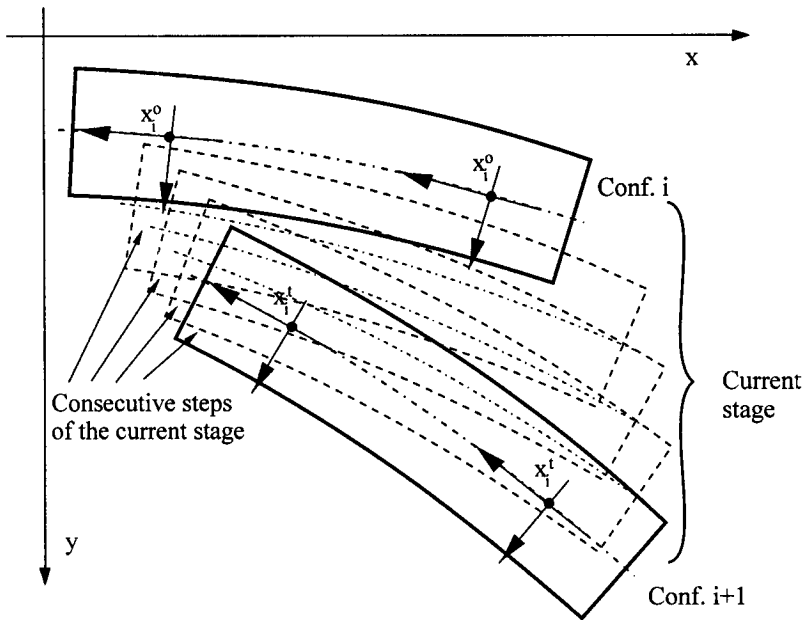 x
x_i^o
x_i^o
Conf. i
x_i^t
Current
stage
Consecutive steps
of the current stage
x_i^t
y
Conf. i+1